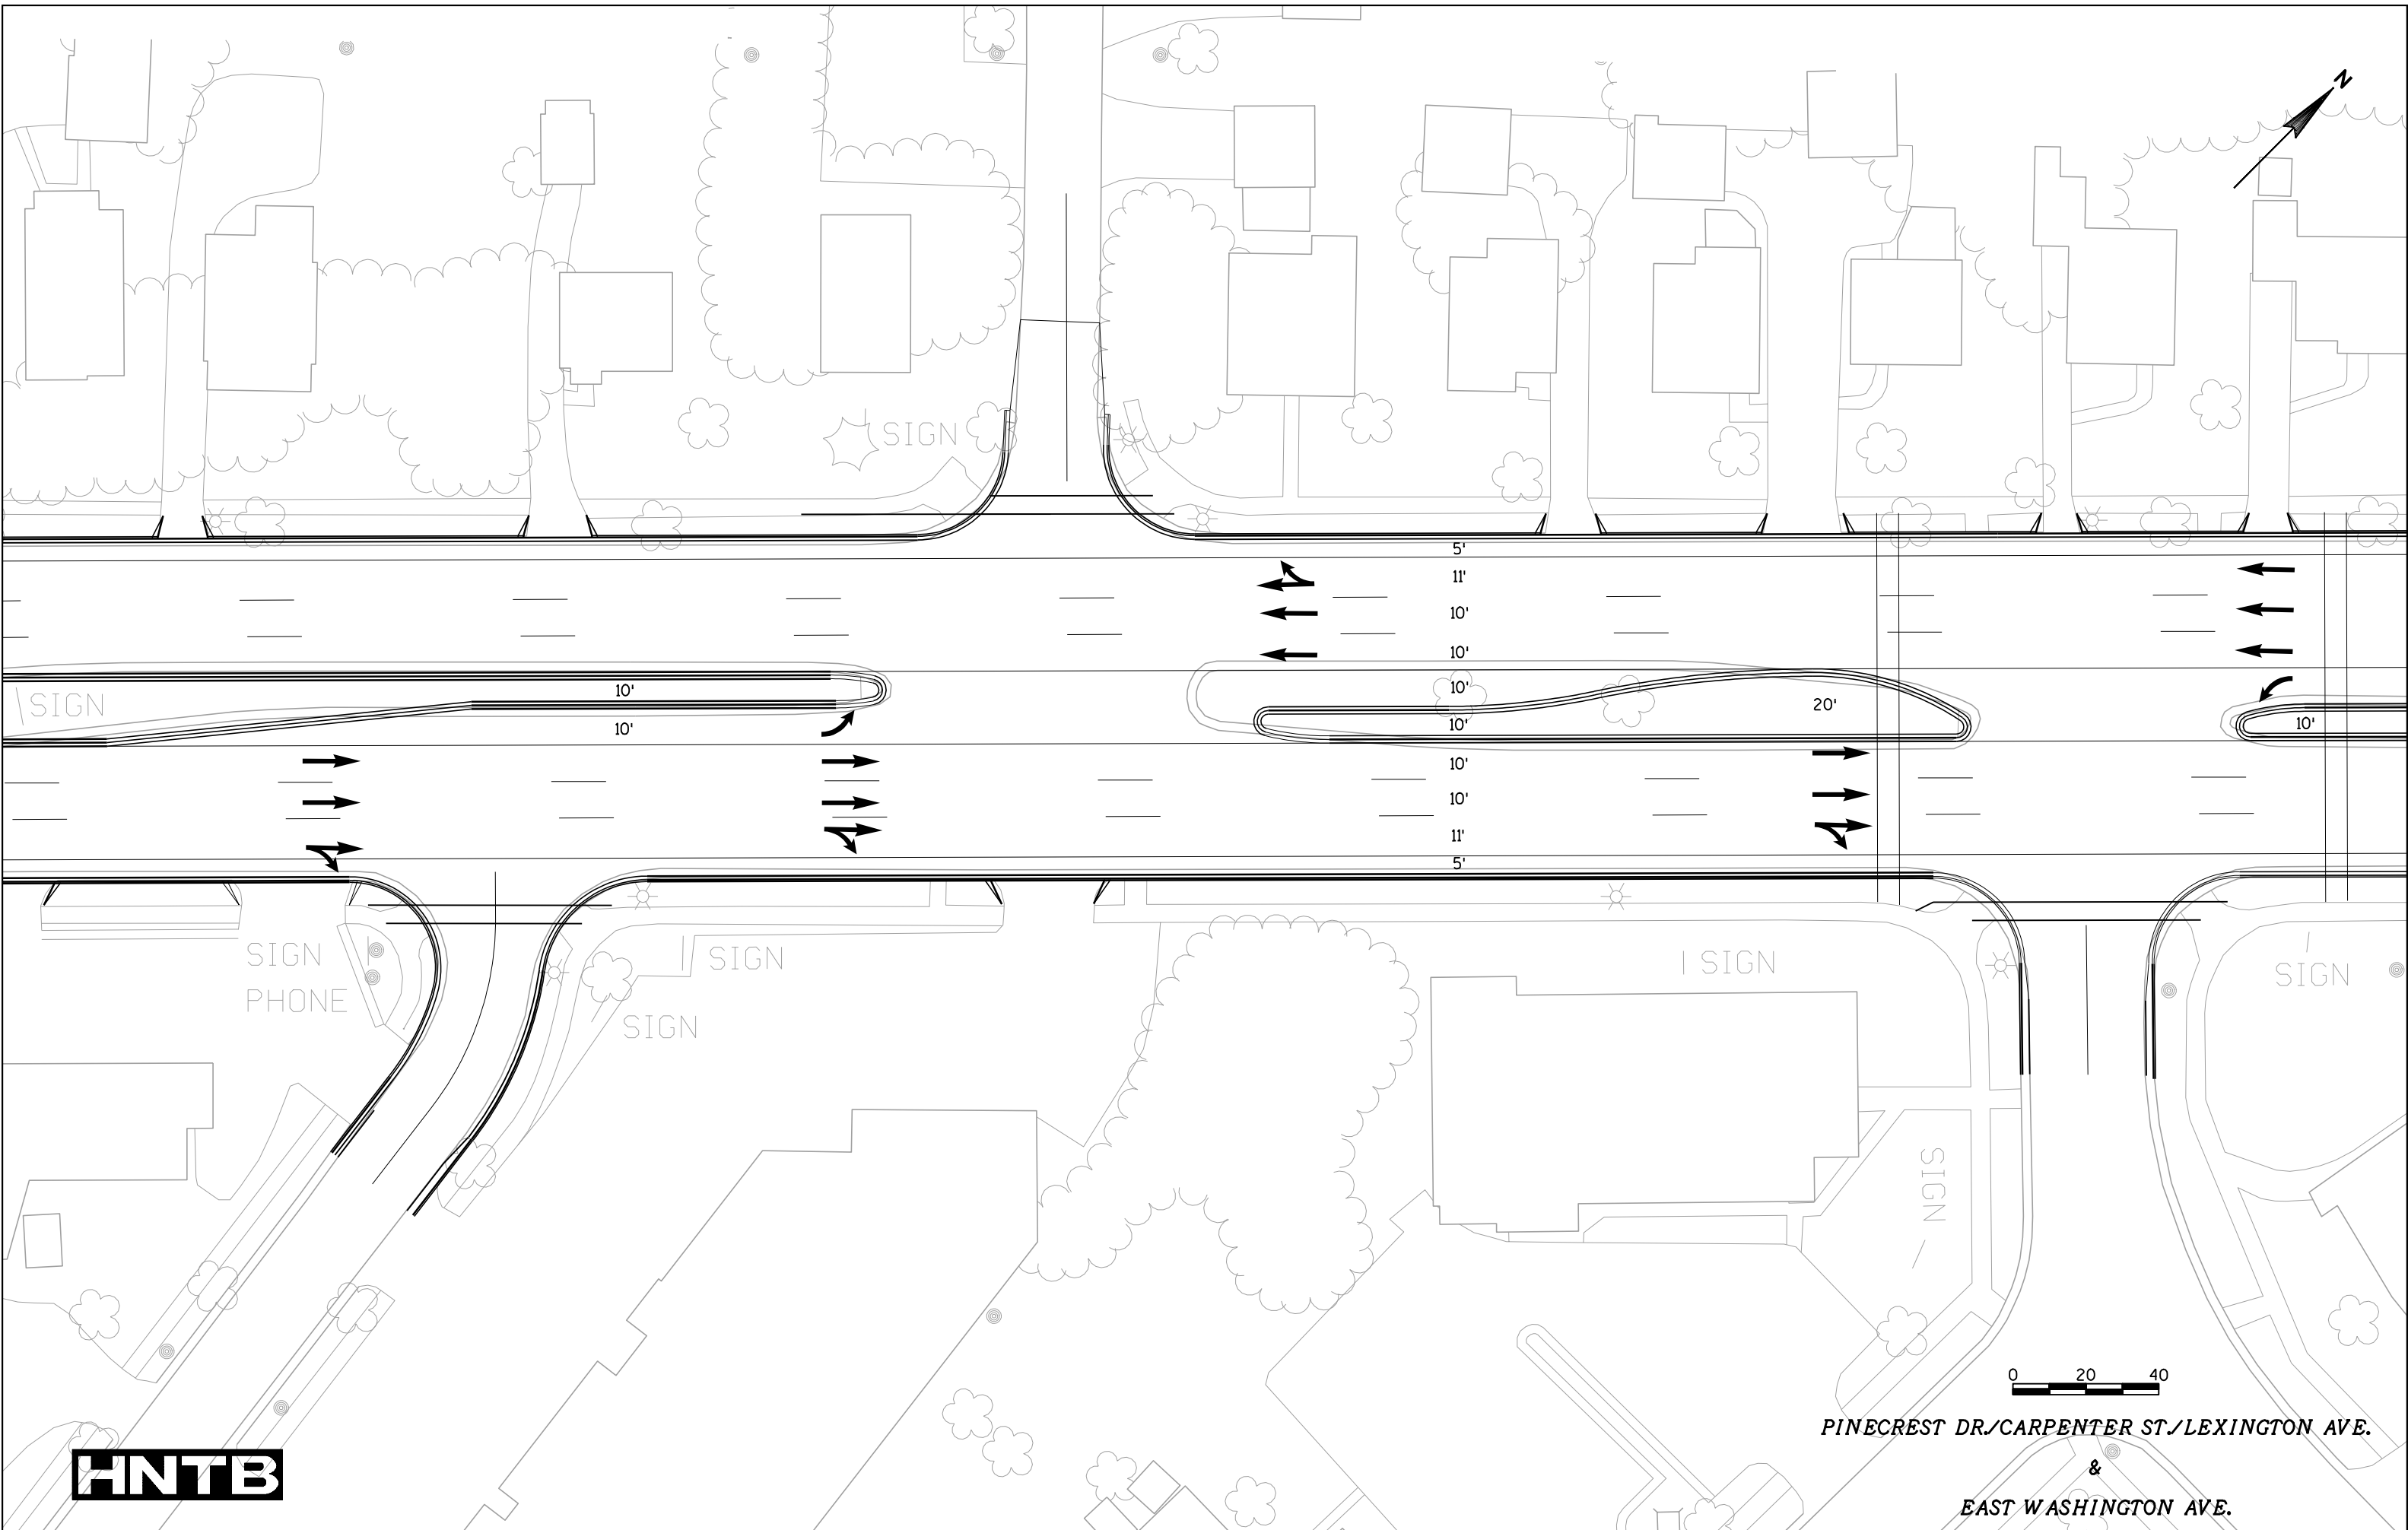 N
SIGN
5'
11'
10'
10'
10'
10'
SIGN
20'
10'
10'
10'
10'
10'
11'
5'
SIGN
SIGN
SIGN
SIGN
PHONE
SIGN
SIGN
0 20 40
PINECREST DR./CARPENTER ST./LEXINGTON AVE.
&
EAST WASHINGTON AVE.
HNTB